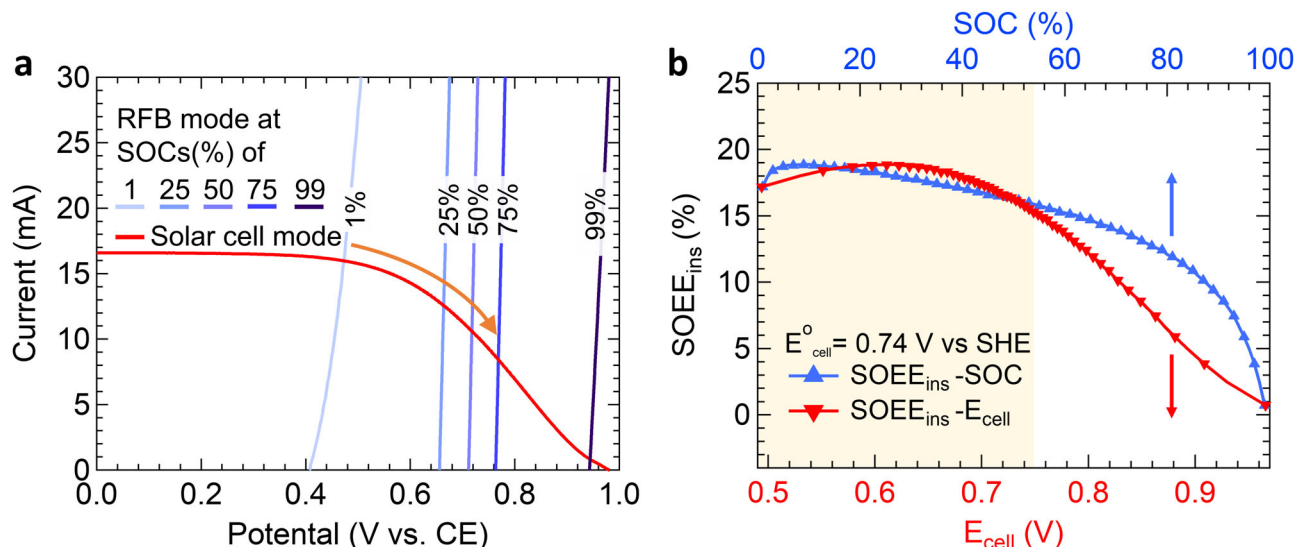 a
30
25
20
15
10
5
0
Current (mA)
RFB mode at
SOCs(%) of
1 25 50 75 99
Solar cell mode
1%
25%
50%
75%
99%
0.0 0.2 0.4 0.6 0.8 1.0
Potential (V vs. CE)
b
SOC (%)
0 20 40 60 80 100
25
20
15
10
5
0
SOEEins (%)
E°cell= 0.74 V vs SHE
SOEEins -SOC
SOEEins -Ecell
0.5 0.6 0.7 0.8 0.9
Ecell (V)